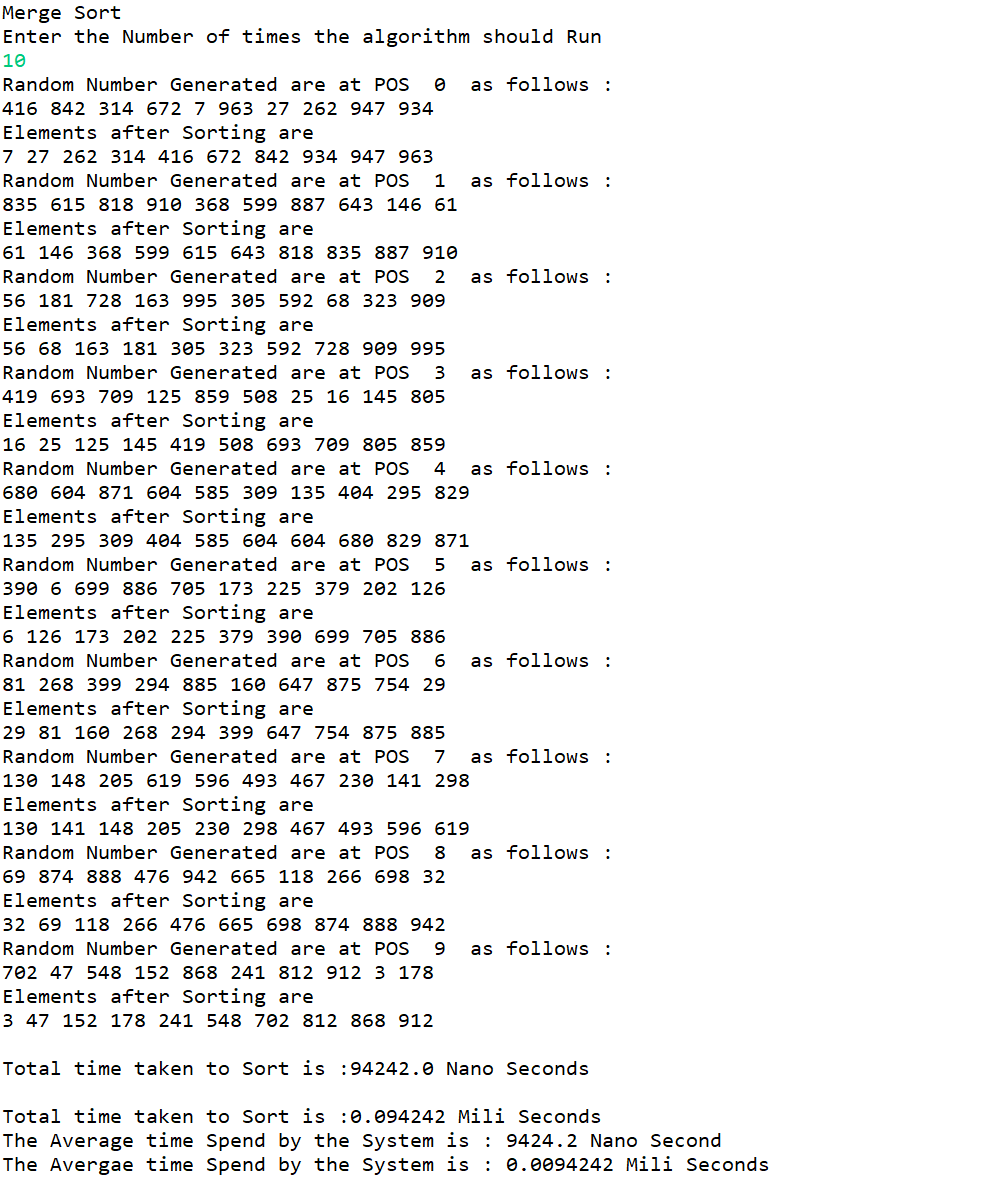 Merge Sort
Enter the Number of times the algorithm should Run
10
Random Number Generated are at POS  0  as follows :
416 842 314 672 7 963 27 262 947 934
Elements after Sorting are
7 27 262 314 416 672 842 934 947 963
Random Number Generated are at POS  1  as follows :
835 615 818 910 368 599 887 643 146 61
Elements after Sorting are
61 146 368 599 615 643 818 835 887 910
Random Number Generated are at POS  2  as follows :
56 181 728 163 995 305 592 68 323 909
Elements after Sorting are
56 68 163 181 305 323 592 728 909 995
Random Number Generated are at POS  3  as follows :
419 693 709 125 859 508 25 16 145 805
Elements after Sorting are
16 25 125 145 419 508 693 709 805 859
Random Number Generated are at POS  4  as follows :
680 604 871 604 585 309 135 404 295 829
Elements after Sorting are
135 295 309 404 585 604 604 680 829 871
Random Number Generated are at POS  5  as follows :
390 6 699 886 705 173 225 379 202 126
Elements after Sorting are
6 126 173 202 225 379 390 699 705 886
Random Number Generated are at POS  6  as follows :
81 268 399 294 885 160 647 875 754 29
Elements after Sorting are
29 81 160 268 294 399 647 754 875 885
Random Number Generated are at POS  7  as follows :
130 148 205 619 596 493 467 230 141 298
Elements after Sorting are
130 141 148 205 230 298 467 493 596 619
Random Number Generated are at POS  8  as follows :
69 874 888 476 942 665 118 266 698 32
Elements after Sorting are
32 69 118 266 476 665 698 874 888 942
Random Number Generated are at POS  9  as follows :
702 47 548 152 868 241 812 912 3 178
Elements after Sorting are
3 47 152 178 241 548 702 812 868 912
Total time taken to Sort is :94242.0 Nano Seconds
Total time taken to Sort is :0.094242 Mili Seconds
The Average time Spend by the System is : 9424.2 Nano Second
The Avergae time Spend by the System is : 0.0094242 Mili Seconds